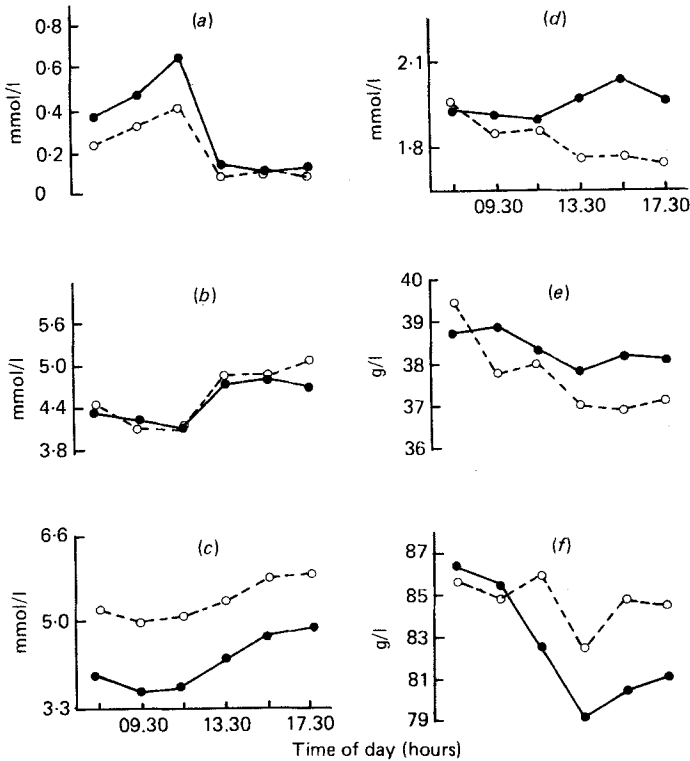 (a)
mmol/l
0·8
0·6
0·4
0·2
0
(b)
mmol/l
5·6
5·0
4·4
3·8
(c)
mmol/l
6·6
5·0
3·3
09.30 13.30 17.30
(d)
mmol/l
2·1
1·8
09.30 13.30 17.30
(e)
g/l
40
39
38
37
36
(f)
g/l
87
85
83
81
79
Time of day (hours)